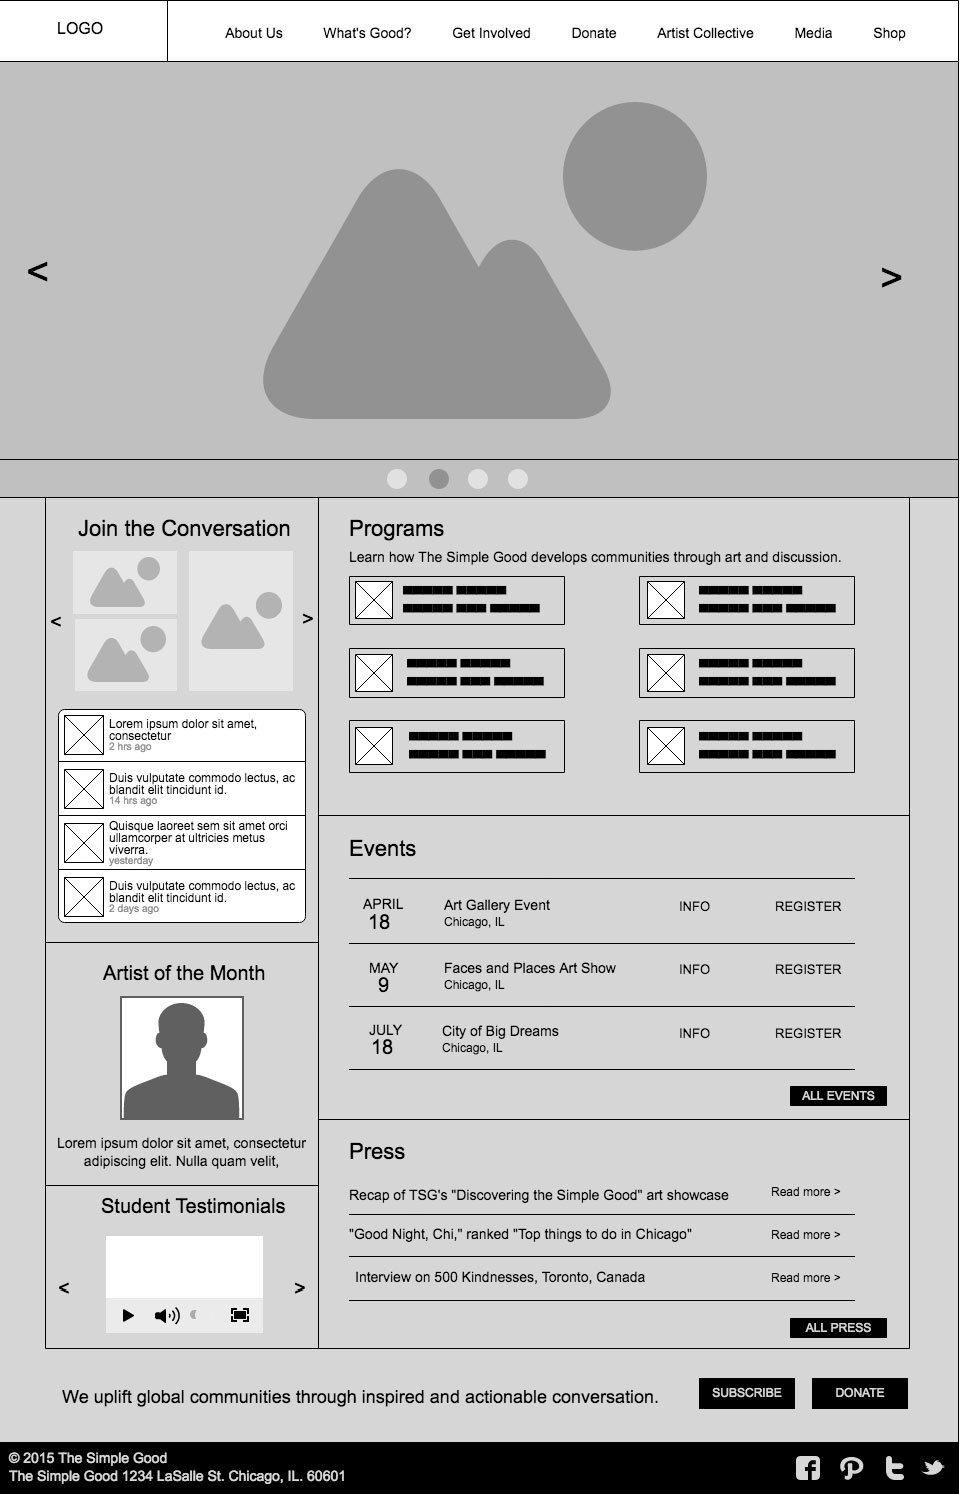 LOGO
About Us
What's Good?
Get Involved
Donate
Artist Collective
Media
Shop
<
>
Join the Conversation
<
>
Lorem ipsum dolor sit amet,
consectetur
2 hrs ago
Duis vulputate commodo lectus, ac
blandit elit tincidunt id.
14 hrs ago
Quisque laoreet sem sit amet orci
ullamcorper at ultricies metus
viverra.
yesterday
Duis vulputate commodo lectus, ac
blandit elit tincidunt id.
2 days ago
Artist of the Month
Lorem ipsum dolor sit amet, consectetur
adipiscing elit. Nulla quam velit,
Student Testimonials
<
>
Programs
Learn how The Simple Good develops communities through art and discussion.
Events
APRIL
18
Art Gallery Event
Chicago, IL
INFO
REGISTER
MAY
9
Faces and Places Art Show
Chicago, IL
INFO
REGISTER
JULY
18
City of Big Dreams
Chicago, IL
INFO
REGISTER
ALL EVENTS
Press
Recap of TSG's "Discovering the Simple Good" art showcase
Read more >
"Good Night, Chi," ranked "Top things to do in Chicago"
Read more >
Interview on 500 Kindnesses, Toronto, Canada
Read more >
ALL PRESS
We uplift global communities through inspired and actionable conversation.
SUBSCRIBE
DONATE
© 2015 The Simple Good
The Simple Good 1234 LaSalle St. Chicago, IL. 60601